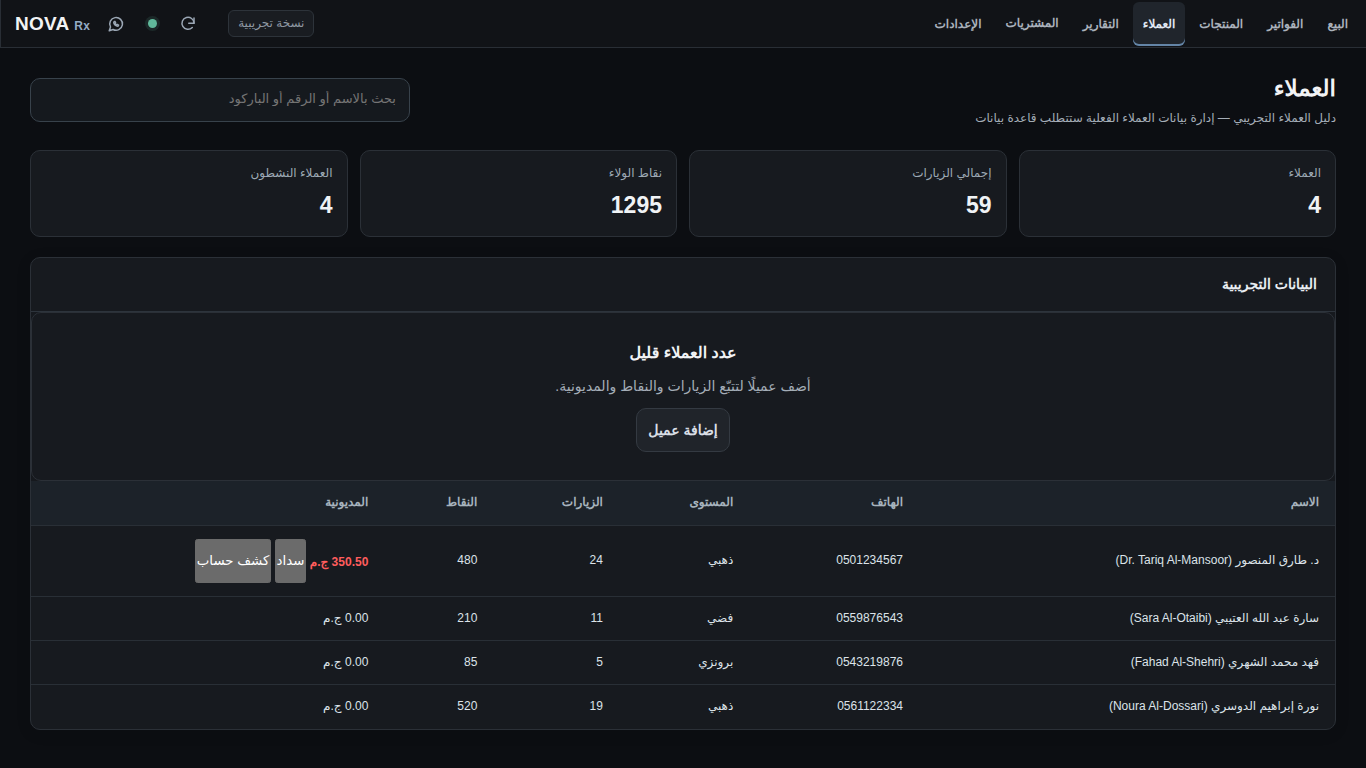 البيع الفواتير المنتجات العملاء التقارير المشتريات الإعدادات
نسخة تجريبية
NOVA Rx
العملاء
دليل العملاء التجريبي — إدارة بيانات العملاء الفعلية ستتطلب قاعدة بيانات
بحث بالاسم أو الرقم أو الباركود
العملاء
4
إجمالي الزيارات
59
نقاط الولاء
1295
العملاء النشطون
4
البيانات التجريبية
عدد العملاء قليل
أضف عميلًا لتتبّع الزيارات والنقاط والمديونية.
إضافة عميل
الاسم الهاتف المستوى الزيارات النقاط المديونية
د. طارق المنصور (Dr. Tariq Al-Mansoor) 0501234567 ذهبي 24 480 350.50 ج.م سداد كشف حساب
سارة عبد الله العتيبي (Sara Al-Otaibi) 0559876543 فضي 11 210 0.00 ج.م
فهد محمد الشهري (Fahad Al-Shehri) 0543219876 برونزي 5 85 0.00 ج.م
نورة إبراهيم الدوسري (Noura Al-Dossari) 0561122334 ذهبي 19 520 0.00 ج.م